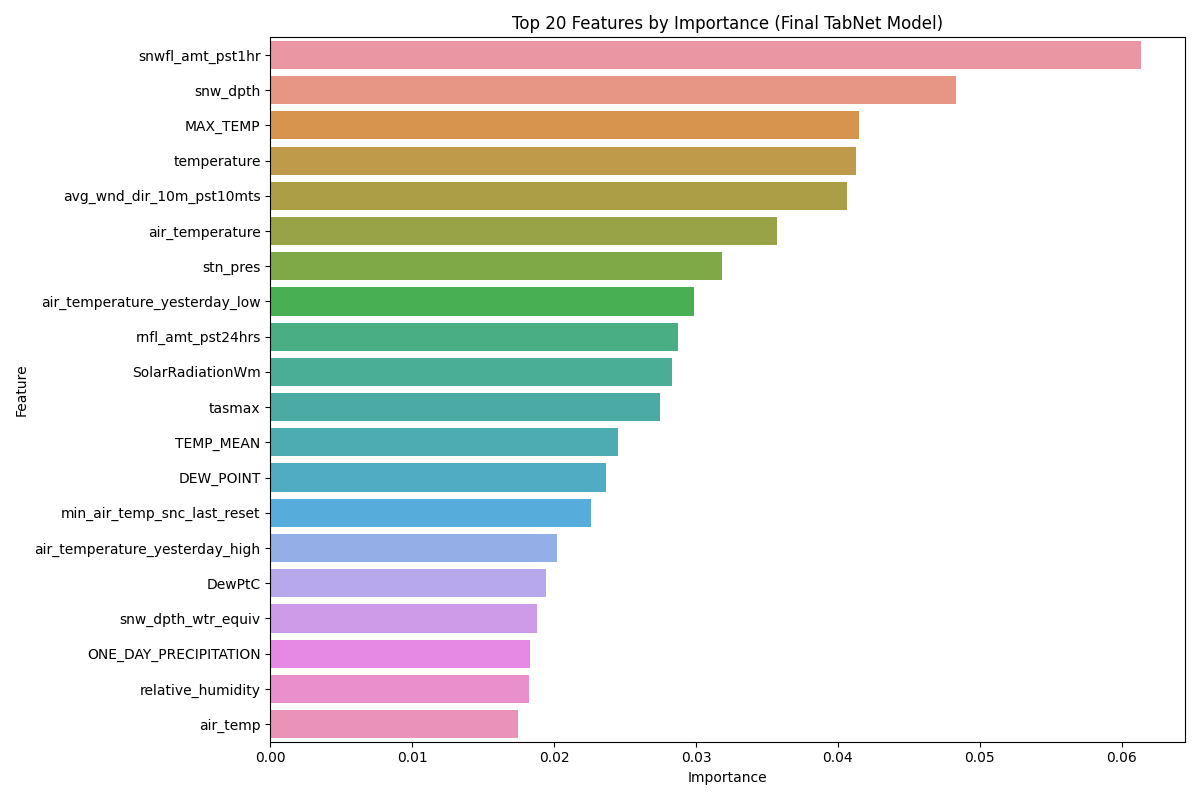 Top 20 Features by Importance (Final TabNet Model)
snwfl_amt_pst1hr
snw_dpth
MAX_TEMP
temperature
avg_wnd_dir_10m_pst10mts
air_temperature
stn_pres
air_temperature_yesterday_low
rnfl_amt_pst24hrs
SolarRadiationWm
tasmax
TEMP_MEAN
DEW_POINT
min_air_temp_snc_last_reset
air_temperature_yesterday_high
DewPtC
snw_dpth_wtr_equiv
ONE_DAY_PRECIPITATION
relative_humidity
air_temp
Feature
0.00 0.01 0.02 0.03 0.04 0.05 0.06
Importance